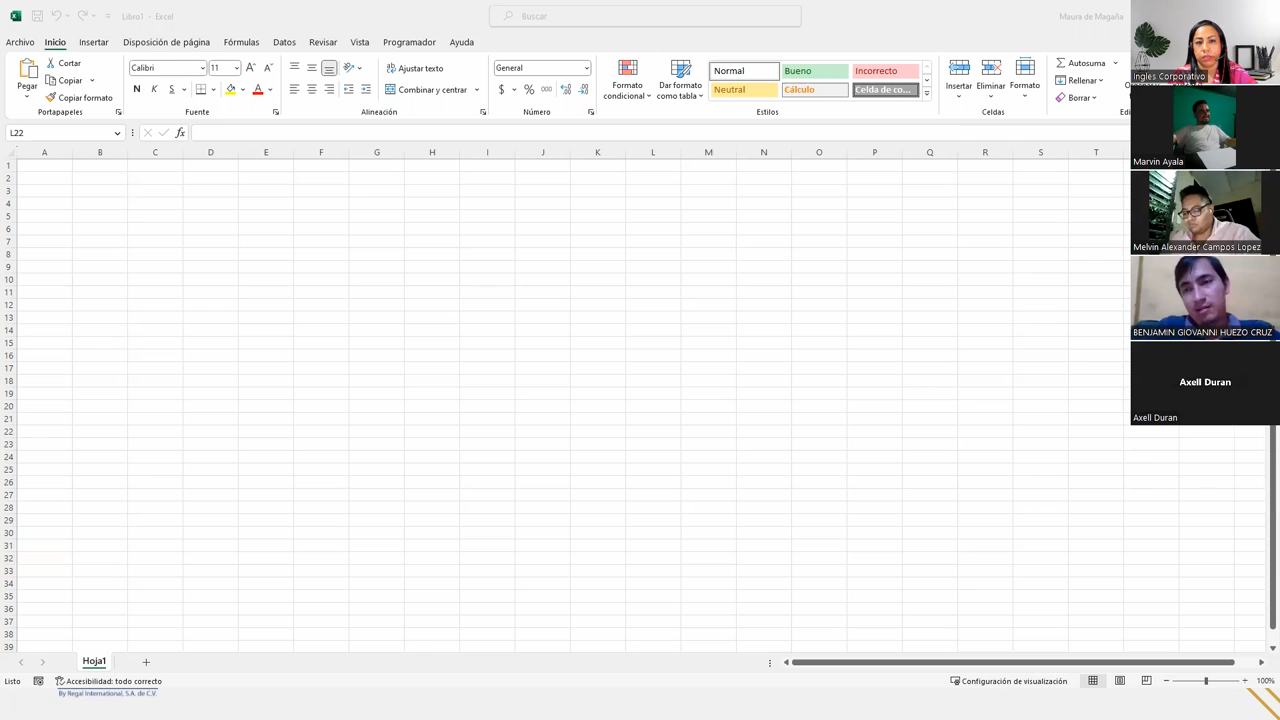 Libro1 - Excel
Buscar
Maura de Magaña
Archivo Inicio Insertar Disposición de página Fórmulas Datos Revisar Vista Programador Ayuda
Pegar
Cortar
Copiar
Copiar formato
Portapapeles
Calibri 11
N K S
Fuente
Ajustar texto
Combinar y centrar
Alineación
General
% 000
Número
Formato condicional
Dar formato como tabla
Normal Bueno Incorrecto
Neutral Cálculo Celda de co...
Estilos
Insertar Eliminar Formato
Celdas
Autosuma
Rellenar
Borrar
L22
fx
A B C D E F G H I J K L M N O P Q R S T
1
2
3
4
5
6
7
8
9
10
11
12
13
14
15
16
17
18
19
20
21
22
23
24
25
26
27
28
29
30
31
32
33
34
35
36
37
38
39
Ingles Corporativo
Marvin Ayala
Melvin Alexander Campos Lopez
BENJAMIN GIOVANNI HUEZO CRUZ
Axell Duran
Axell Duran
Hoja1
Listo
Accesibilidad: todo correcto
Configuración de visualización
100%
By Regal International, S.A. de C.V.